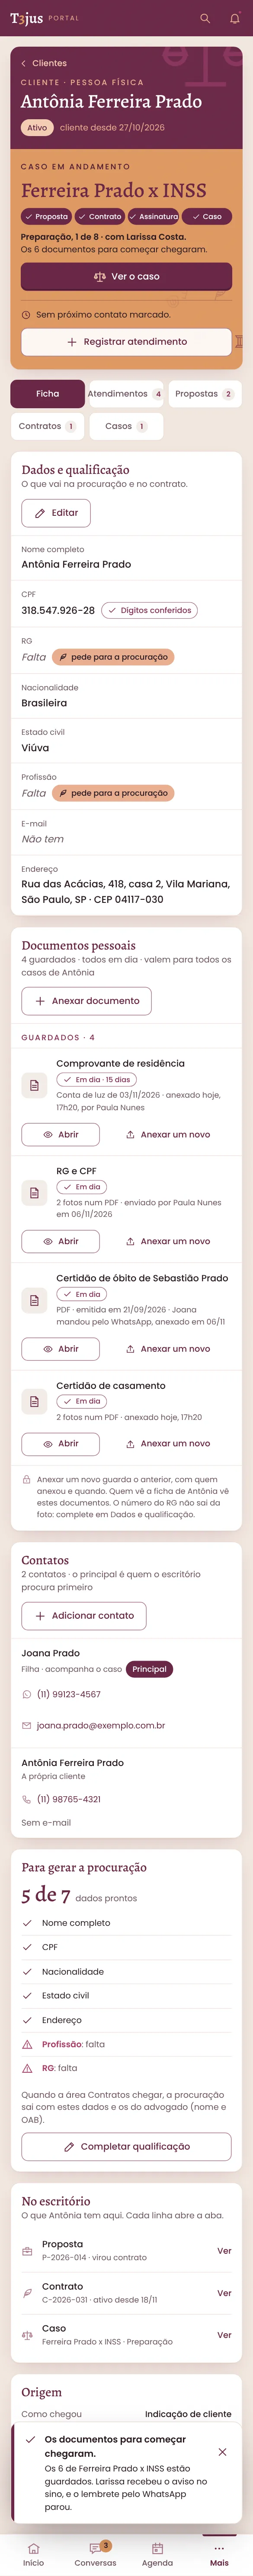 T3jus PORTAL
Clientes
CLIENTE · PESSOA FÍSICA
Antônia Ferreira Prado
Ativo cliente desde 27/10/2026
CASO EM ANDAMENTO
Ferreira Prado x INSS
Proposta Contrato Assinatura Caso
Preparação, 1 de 8 · com Larissa Costa.
Os 6 documentos para começar chegaram.
Ver o caso
Sem próximo contato marcado.
Registrar atendimento
Ficha Atendimentos 4 Propostas 2
Contratos 1 Casos 1
Dados e qualificação
O que vai na procuração e no contrato.
Editar
Nome completo
Antônia Ferreira Prado
CPF
318.547.926-28 Dígitos conferidos
RG
Falta pede para a procuração
Nacionalidade
Brasileira
Estado civil
Viúva
Profissão
Falta pede para a procuração
E-mail
Não tem
Endereço
Rua das Acácias, 418, casa 2, Vila Mariana,
São Paulo, SP · CEP 04117-030
Documentos pessoais
4 guardados · todos em dia · valem para todos os
casos de Antônia
Anexar documento
GUARDADOS · 4
Comprovante de residência
Em dia · 15 dias
Conta de luz de 03/11/2026 · anexado hoje,
17h20, por Paula Nunes
Abrir Anexar um novo
RG e CPF
Em dia
2 fotos num PDF · enviado por Paula Nunes
em 06/11/2026
Abrir Anexar um novo
Certidão de óbito de Sebastião Prado
Em dia
PDF · emitida em 21/09/2026 · Joana
mandou pelo WhatsApp, anexado em 06/11
Abrir Anexar um novo
Certidão de casamento
Em dia
2 fotos num PDF · anexado hoje, 17h20
Abrir Anexar um novo
Anexar um novo guarda o anterior, com quem
anexou e quando. Quem vê a ficha de Antônia vê
estes documentos. O número do RG não sai da
foto: complete em Dados e qualificação.
Contatos
2 contatos · o principal é quem o escritório
procura primeiro
Adicionar contato
Joana Prado
Filha · acompanha o caso Principal
(11) 99123-4567
joana.prado@exemplo.com.br
Antônia Ferreira Prado
A própria cliente
(11) 98765-4321
Sem e-mail
Para gerar a procuração
5 de 7 dados prontos
Nome completo
CPF
Nacionalidade
Estado civil
Endereço
Profissão: falta
RG: falta
Quando a área Contratos chegar, a procuração
sai com estes dados e os do advogado (nome e
OAB).
Completar qualificação
No escritório
O que Antônia tem aqui. Cada linha abre a aba.
Proposta
P-2026-014 · virou contrato
Ver
Contrato
C-2026-031 · ativo desde 18/11
Ver
Caso
Ferreira Prado x INSS · Preparação
Ver
Origem
Como chegou Indicação de cliente
Os documentos para começar
chegaram.
Os 6 de Ferreira Prado x INSS estão
guardados. Larissa recebeu o aviso no
sino, e o lembrete pelo WhatsApp
parou.
3
Início Conversas Agenda Mais